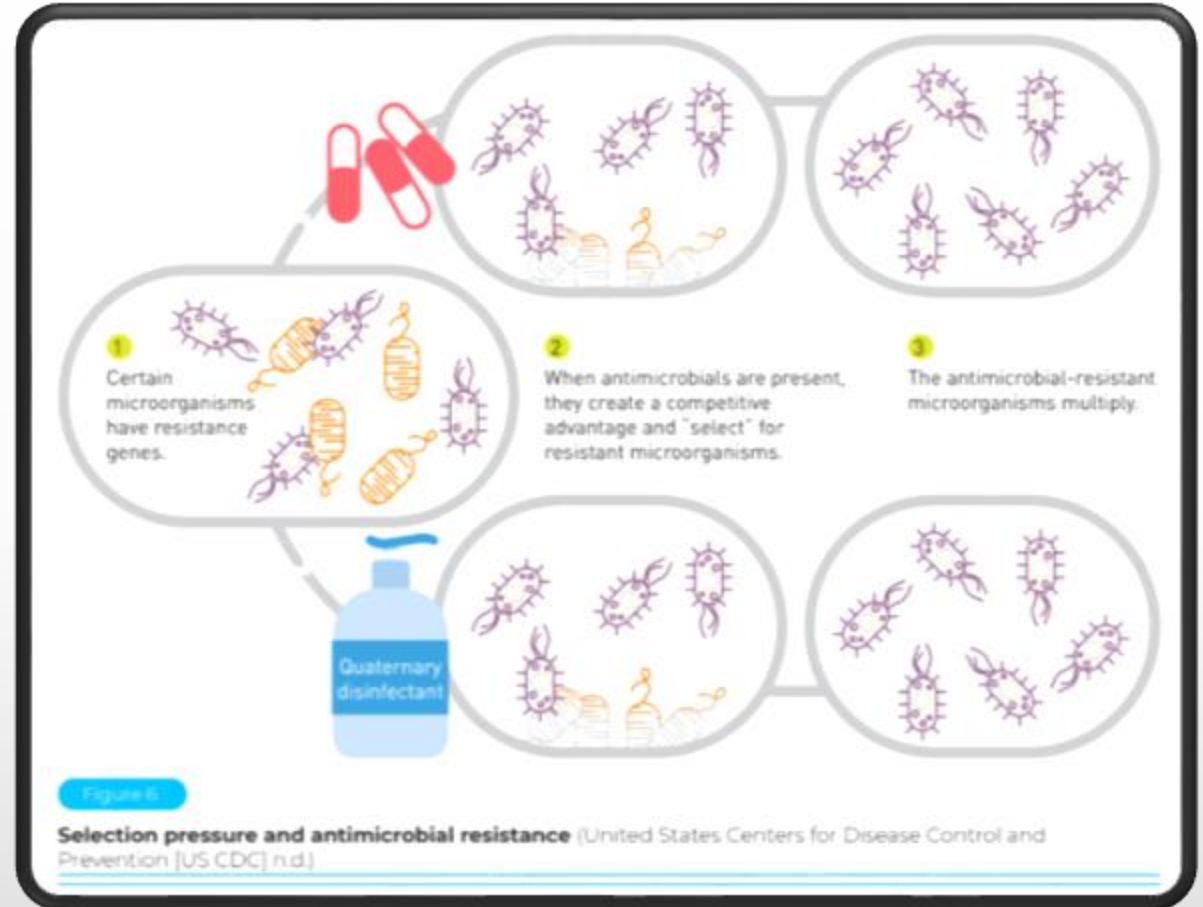 1
Certain
microorganisms
have resistance
genes.
2
When antimicrobials are present,
they create a competitive
advantage and "select" for
resistant microorganisms.
3
The antimicrobial-resistant
microorganisms multiply.
Quaternary
disinfectant
Figure 6
Selection pressure and antimicrobial resistance (United States Centers for Disease Control and
Prevention [US CDC] n.d.)